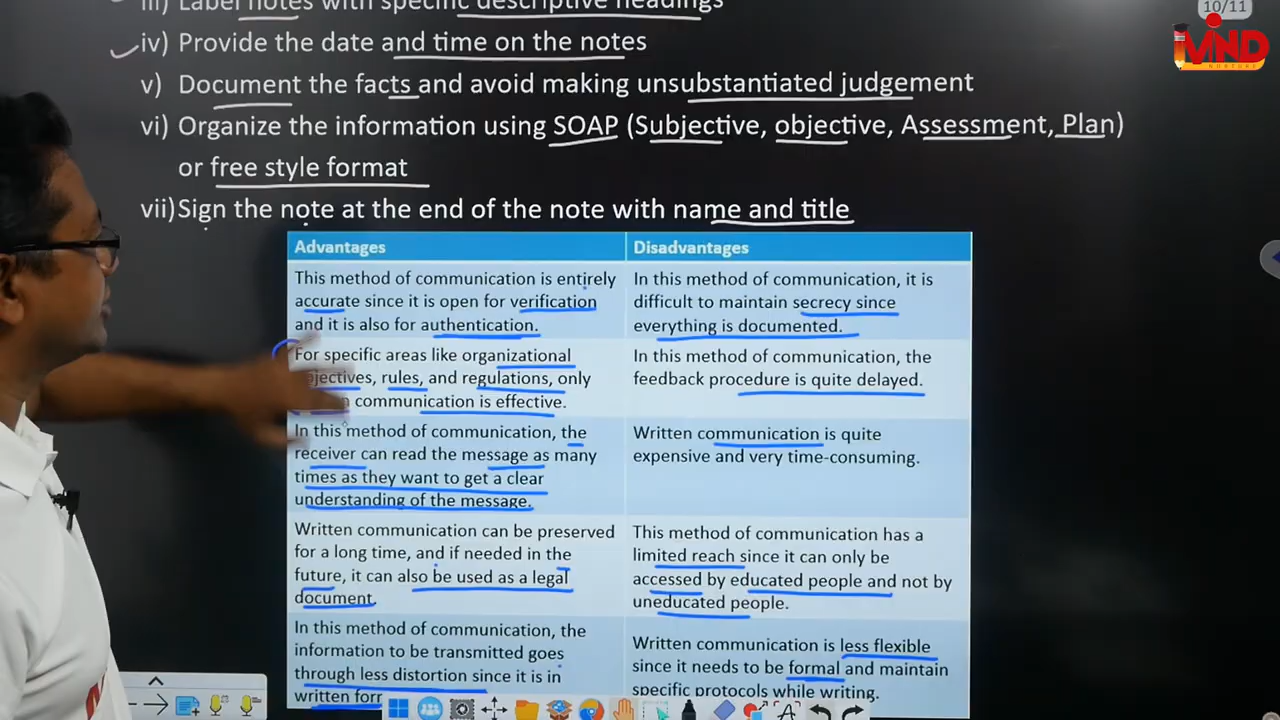 iii) Label notes with specific descriptive headings
10/11
iv) Provide the date and time on the notes
v) Document the facts and avoid making unsubstantiated judgement
vi) Organize the information using SOAP (Subjective, objective, Assessment, Plan)
or free style format
vii)Sign the note at the end of the note with name and title
Advantages
This method of communication is entirely
accurate since it is open for verification
and it is also for authentication.
For specific areas like organizational
rules, and regulations, only
communication is effective.
In this method of communication, the
receiver can read the message as many
times as they want to get a clear
understanding of the message.
Written communication can be preserved
for a long time, and if needed in the
future, it can also be used as a legal
document.
In this method of communication, the
information to be transmitted goes
through less distortion since it is in
written
Disadvantages
In this method of communication, it is
difficult to maintain secrecy since
everything is documented.
In this method of communication, the
feedback procedure is quite delayed.
Written communication is quite
expensive and very time-consuming.
This method of communication has a
limited reach since it can only be
accessed by educated people and not by
uneducated people.
Written communication is less flexible
since it needs to be formal and maintain
specific protocols while writing.
MIND
NURTURE